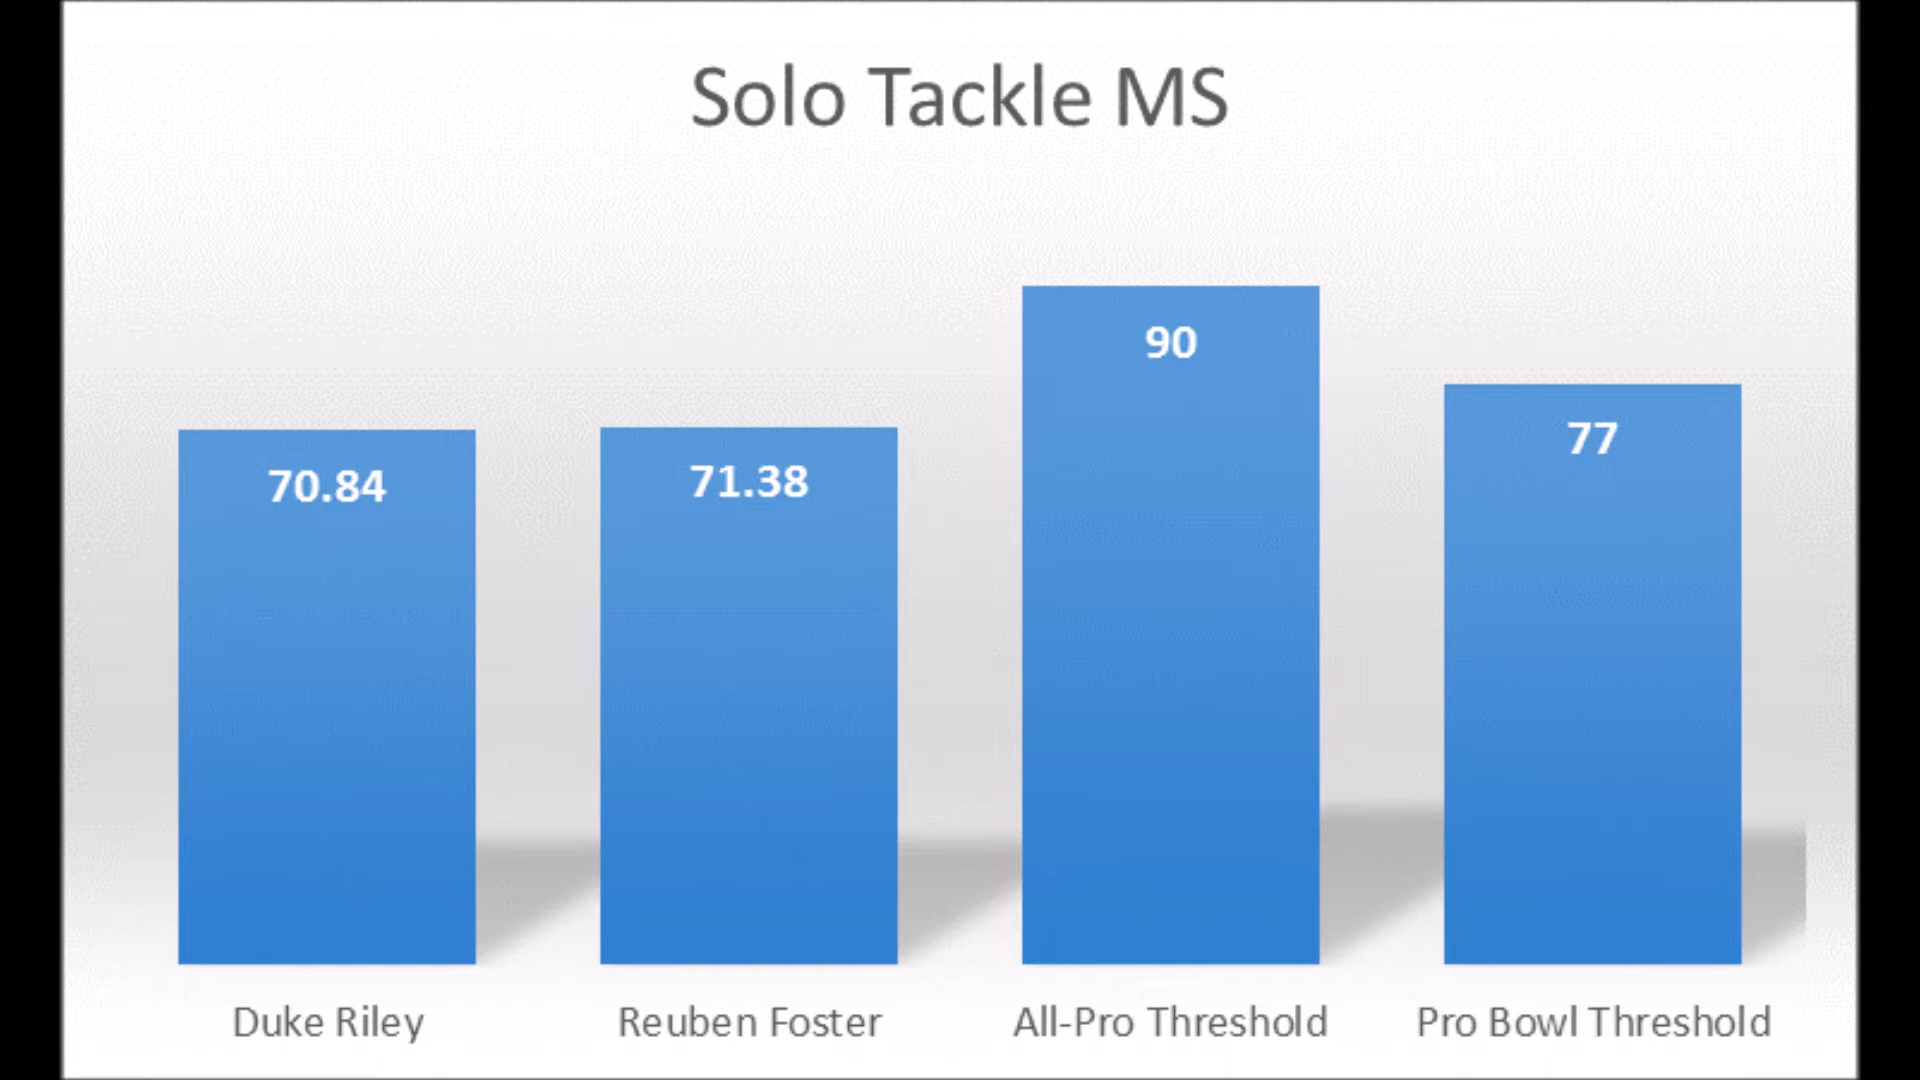 Solo Tackle MS
70.84
71.38
90
77
Duke Riley
Reuben Foster
All-Pro Threshold
Pro Bowl Threshold